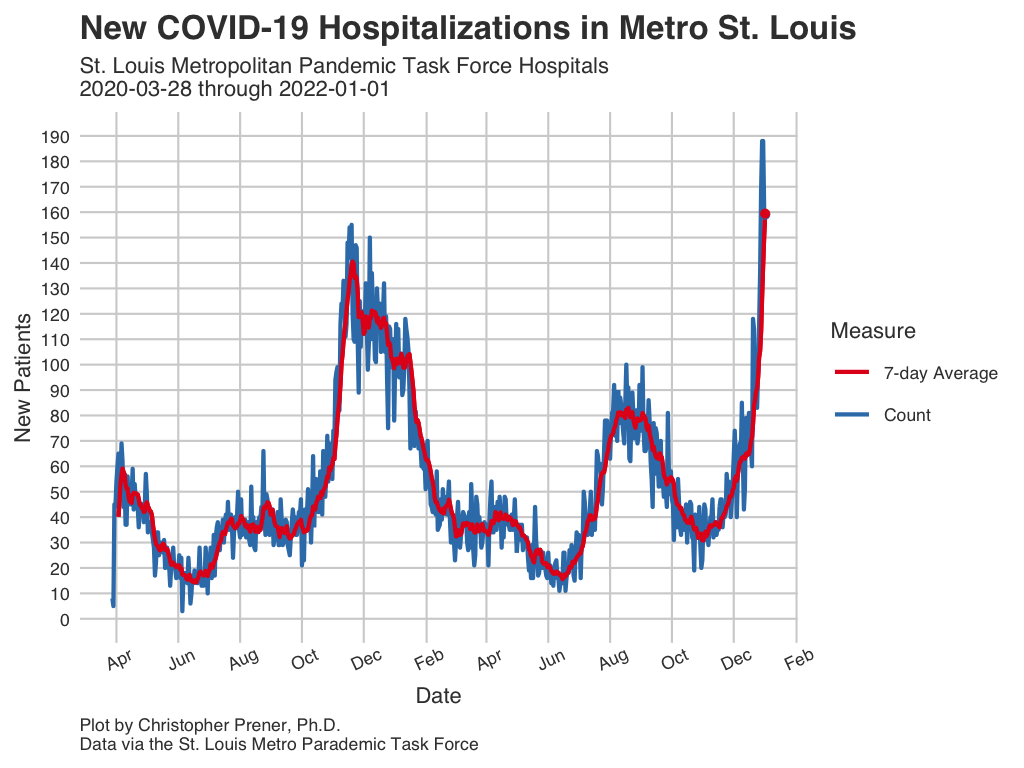 New COVID-19 Hospitalizations in Metro St. Louis
St. Louis Metropolitan Pandemic Task Force Hospitals
2020-03-28 through 2022-01-01
190
180
170
160
150
140
130
120
110
100
90
80
70
60
50
40
30
20
10
0
New Patients
Apr Jun Aug Oct Dec Feb Apr Jun Aug Oct Dec Feb
Date
Measure
7-day Average
Count
Plot by Christopher Prener, Ph.D.
Data via the St. Louis Metro Parademic Task Force